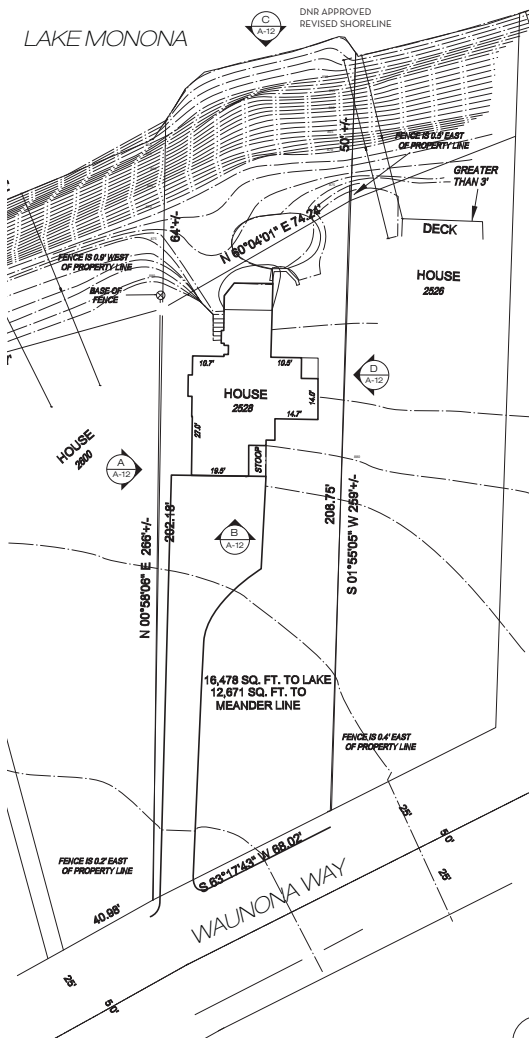 C
A-12
DNR APPROVED
REVISED SHORELINE
LAKE MONONA
50' +/-
FENCE IS 0.5' EAST
OF PROPERTY LINE
GREATER
THAN 3'
64'+/-
N 60°04'01" E 74.24'
DECK
FENCE IS 0.9' WEST
OF PROPERTY LINE
HOUSE
2526
BASE OF
FENCE
10.7'
10.5'
D
A-12
HOUSE
2528
14.0'
14.7'
27.0'
HOUSE
2600
STOOP
A
A-12
19.5'
B
A-12
N 00°58'06" E 266'+/-
202.18'
208.75'
S 01°55'05" W 259'+/-
16,478 SQ. FT. TO LAKE
12,671 SQ. FT. TO
MEANDER LINE
FENCE IS 0.4' EAST
OF PROPERTY LINE
25'
50'
25'
FENCE IS 0.2' EAST
OF PROPERTY LINE
S 63°17'43" W 68.02'
40.98'
WAUNONA WAY
25'
50'